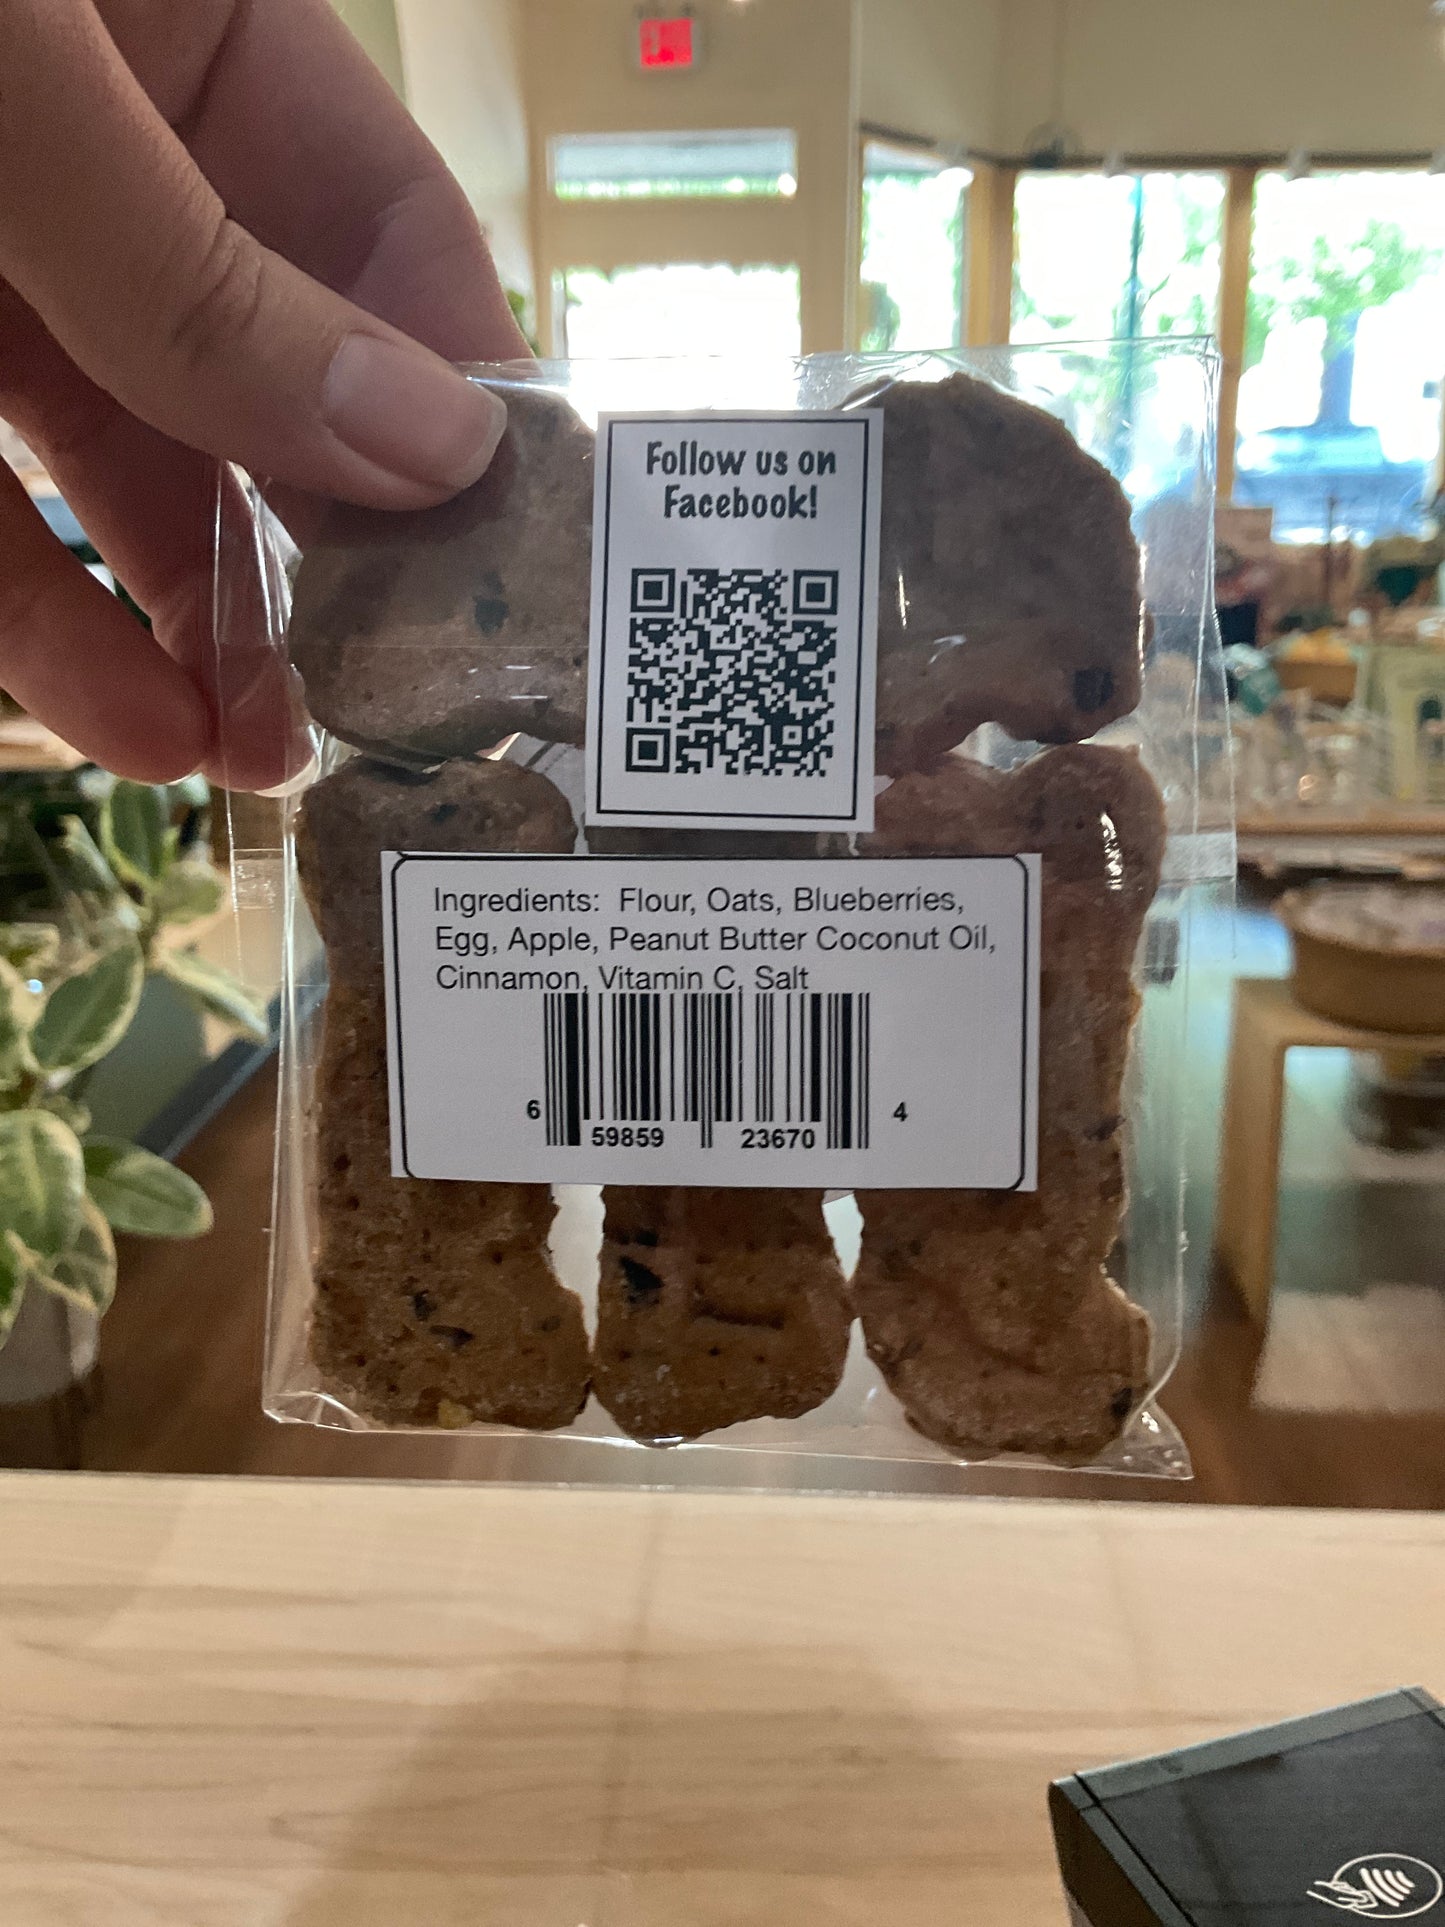 Follow us on
Facebook!
Ingredients: Flour, Oats, Blueberries,
Egg, Apple, Peanut Butter Coconut Oil,
Cinnamon, Vitamin C, Salt
6 59859 23670 4